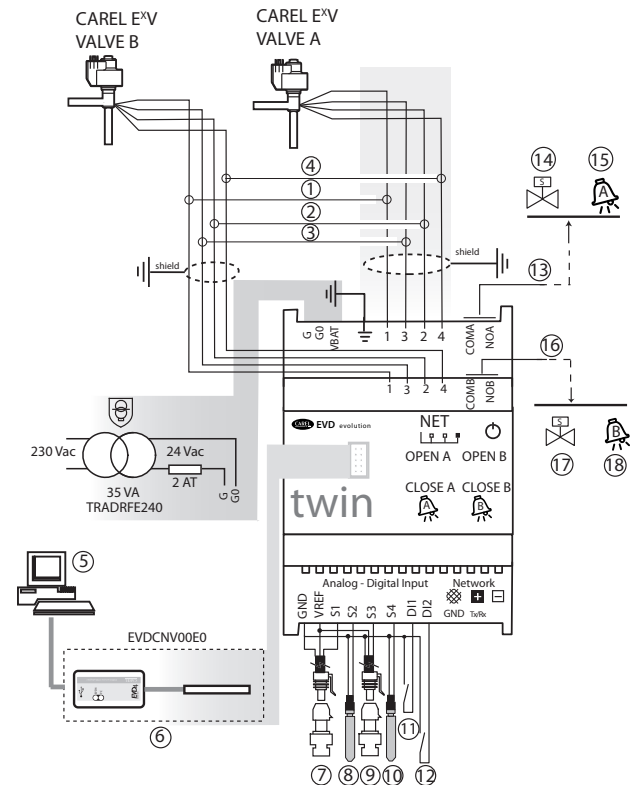 CAREL EXV
VALVE B
CAREL EXV
VALVE A
4
1
2
3
shield
shield
14
15
S
A
13
G
G0
VBAT
1
3
2
4
COMA
NOA
16
1
3
2
4
COMB
NOB
S
B
17
18
CAREL EVD evolution
NET
OPEN A OPEN B
CLOSE A CLOSE B
A
B
twin
230 Vac
24 Vac
2 AT
35 VA
TRADRFE240
G
G0
5
Analog - Digital Input
Network
GND
VREF
S1
S2
S3
S4
DI1
DI2
GND Tx/Rx
EVDCNV00E0
6
7
8
9
10
11
12